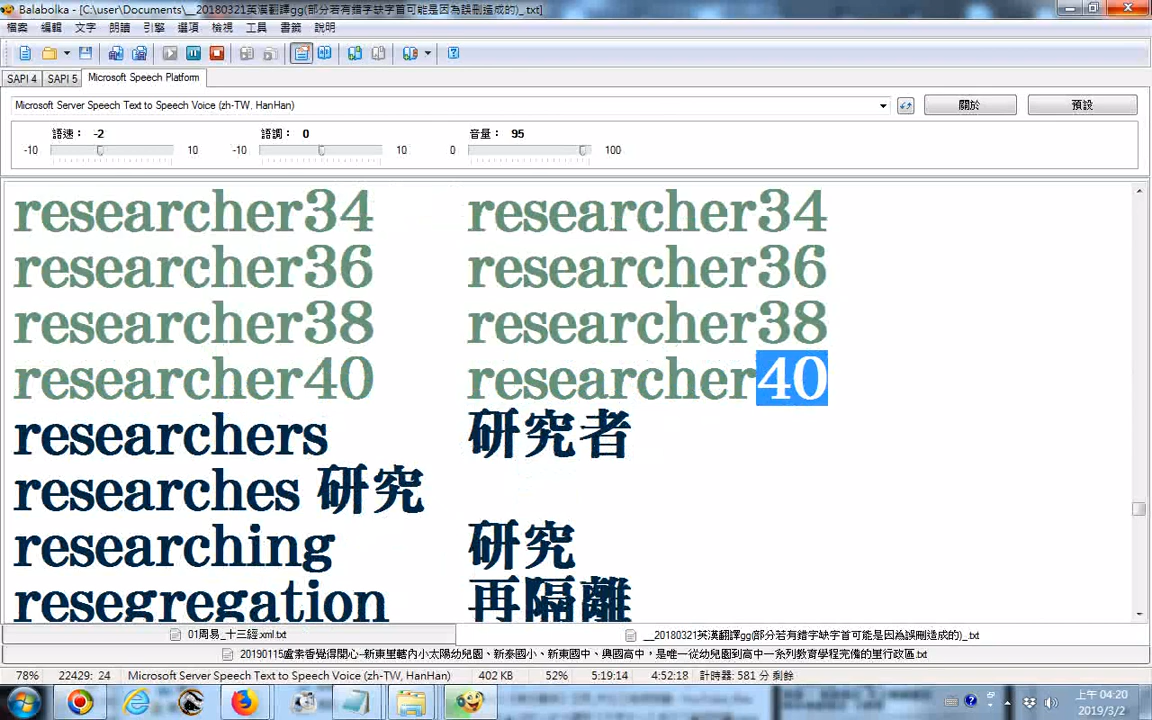 Balabolka - [C:\user\Documents\__20180321英漢翻譯gg(部分若有錯字缺字首可能是因為誤刪造成的)_.txt]
檔案 編輯 文字 朗讀 引擎 選項 檢視 工具 書籤 說明
SAPI 4 SAPI 5 Microsoft Speech Platform
Microsoft Server Speech Text to Speech Voice (zh-TW, HanHan) 關於 預設
語速： -2 語調： 0 音量： 95
-10 10 -10 10 0 100
researcher34 researcher34
researcher36 researcher36
researcher38 researcher38
researcher40 researcher40
researchers 研究者
researches 研究
researching 研究
resegregation 再隔離
01周易_十三經.xml.txt __20180321英漢翻譯gg(部分若有錯字缺字首可能是因為誤刪造成的)_.txt
20190115盧素香覺得開心-新東里轄內小太陽幼兒園、新泰國小、新東國中、興國高中，是唯一從幼兒園到高中一系列教育學程完備的里行政區.txt
78% 22429: 24 Microsoft Server Speech Text to Speech Voice (zh-TW, HanHan) 402 KB 52% 5:19:14 4:52:18 計時器: 581 分 剩餘
上午 04:20
2019/3/2